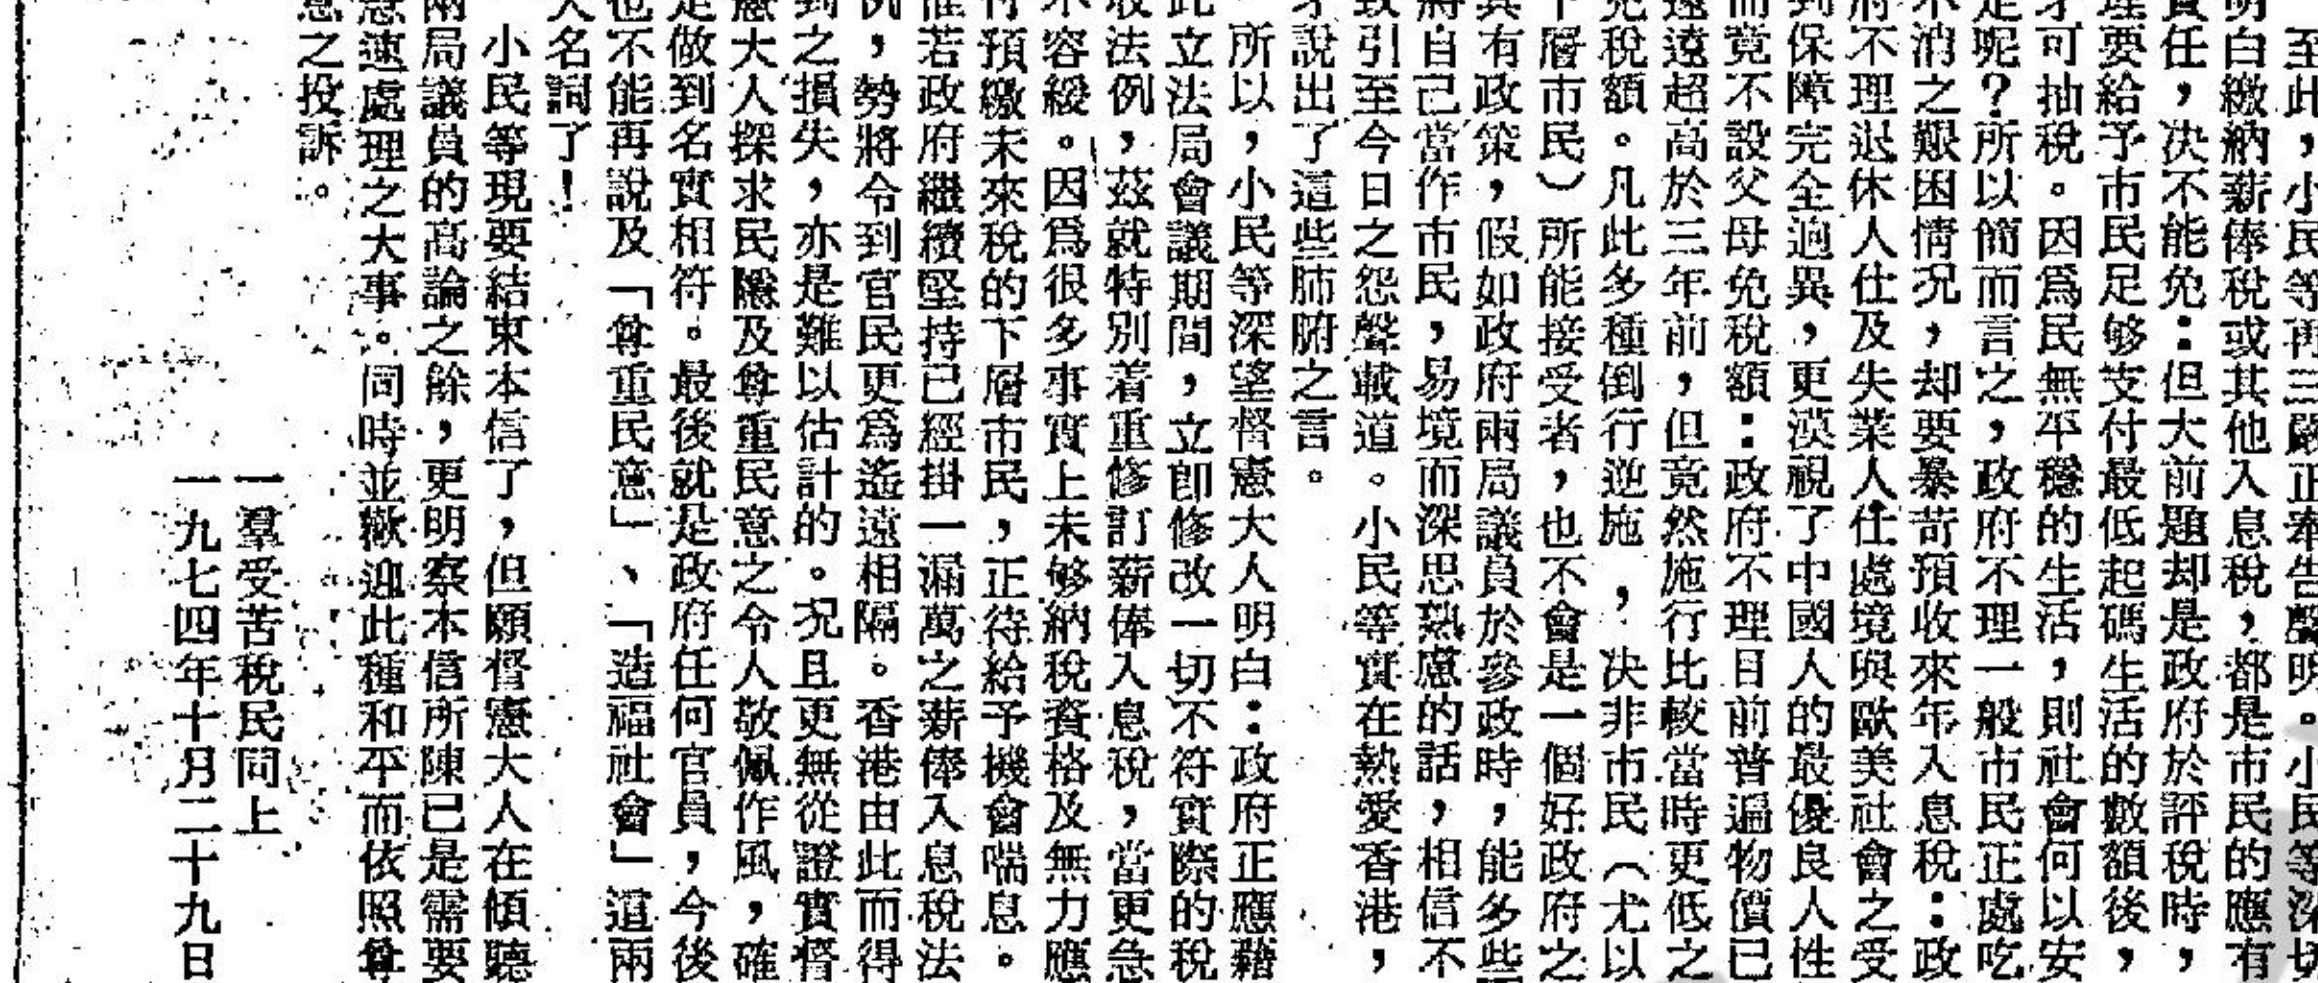 至此，小民等再三嚴正奉告聲明。小民等深切
明白繳納薪俸稅或其他入息稅，都是市民的應有
責任，決不能免：但大前題却是政府於評稅時，
理要給予市民足够支付最低起碼生活的數額後，
才可抽稅。因爲民無平穩的生活，則社會何以安
足呢？所以簡而言之，政府不理一般市民正處吃
不消之艱困情况，却要暴苛預收來年入息稅：政
府不理退休人仕及失業人仕處境與歐美社會之受
到保障完全逈異，更漠視了中國人的最優良人性
而竟不設父母免稅額：政府不理目前普遍物價已
遠遠超高於三年前，但竟然施行比較當時更低之
免稅額。凡此多種倒行逆施，決非市民（尤以
下層市民）所能接受者，也不會是一個好政府之
具有政策，假如政府兩局議員於參政時，能多些
將自己當作市民，易境而深思熟慮的話，相信不
致引至今日之怨聲載道。小民等實在熱愛香港，
才說出了這些肺腑之言。
所以，小民等深望督憲大人明白：政府正應藉
此立法局會議期間，立卽修改一切不符實際的稅
收法例，茲就特別着重修訂薪俸入息稅，當更急
不容緩。因爲很多事實上未够納稅資格及無力應
付預繳未來稅的下層市民，正待給予機會喘息。
惟若政府繼續堅持已經掛一漏萬之薪俸入息稅法
例，勢將令到官民更爲遙遠相隔。香港由此而得
到之損失，亦是難以估計的。况且更無從證實督
憲大人探求民隱及尊重民意之令人敬佩作風，確
是做到名實相符。最後就是政府任何官員，今後
也不能再說及「尊重民意」、「造福社會」這兩
大名詞了！
小民等現要結束本信了，但願督憲大人在傾聽
兩局議員的高論之餘，更明察本信所陳已是需要
急速處理之大事。同時並歡迎此種和平而依照尊
意之投訴。
一羣受苦稅民同上
一九七四年十月二十九日